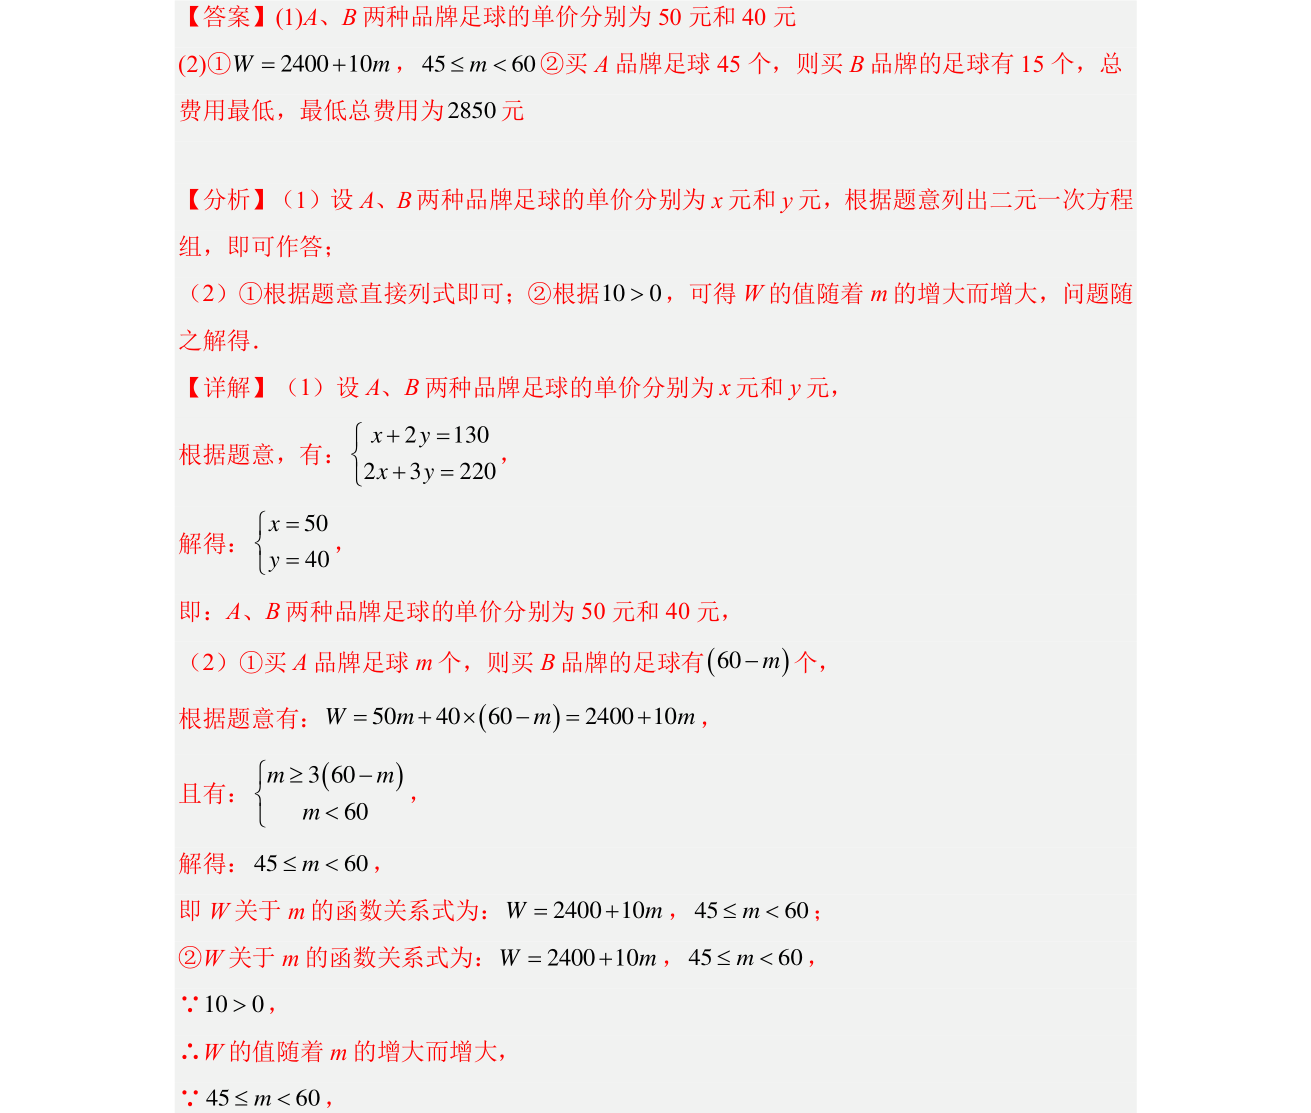 【答案】(1)A、B 两种品牌足球的单价分别为 50 元和 40 元
(2)①W = 2400+10m，45≤m<60②买 A 品牌足球 45 个，则买 B 品牌的足球有 15 个，总
费用最低，最低总费用为2850元
【分析】（1）设 A、B 两种品牌足球的单价分别为 x 元和 y 元，根据题意列出二元一次方程
组，即可作答；
（2）①根据题意直接列式即可；②根据10 > 0，可得 W 的值随着 m 的增大而增大，问题随
之解得．
【详解】（1）设 A、B 两种品牌足球的单价分别为 x 元和 y 元，
根据题意，有：{x+2y=130
2x+3y=220，
解得：{x=50
y=40，
即：A、B 两种品牌足球的单价分别为 50 元和 40 元，
（2）①买 A 品牌足球 m 个，则买 B 品牌的足球有(60−m)个，
根据题意有：W = 50m+40×(60−m) = 2400+10m，
且有：{m≥3(60−m)
m<60，
解得：45≤m<60，
即 W 关于 m 的函数关系式为：W = 2400+10m，45≤m<60；
②W 关于 m 的函数关系式为：W = 2400+10m，45≤m<60，
∵10 > 0，
∴W 的值随着 m 的增大而增大，
∵45≤m<60，